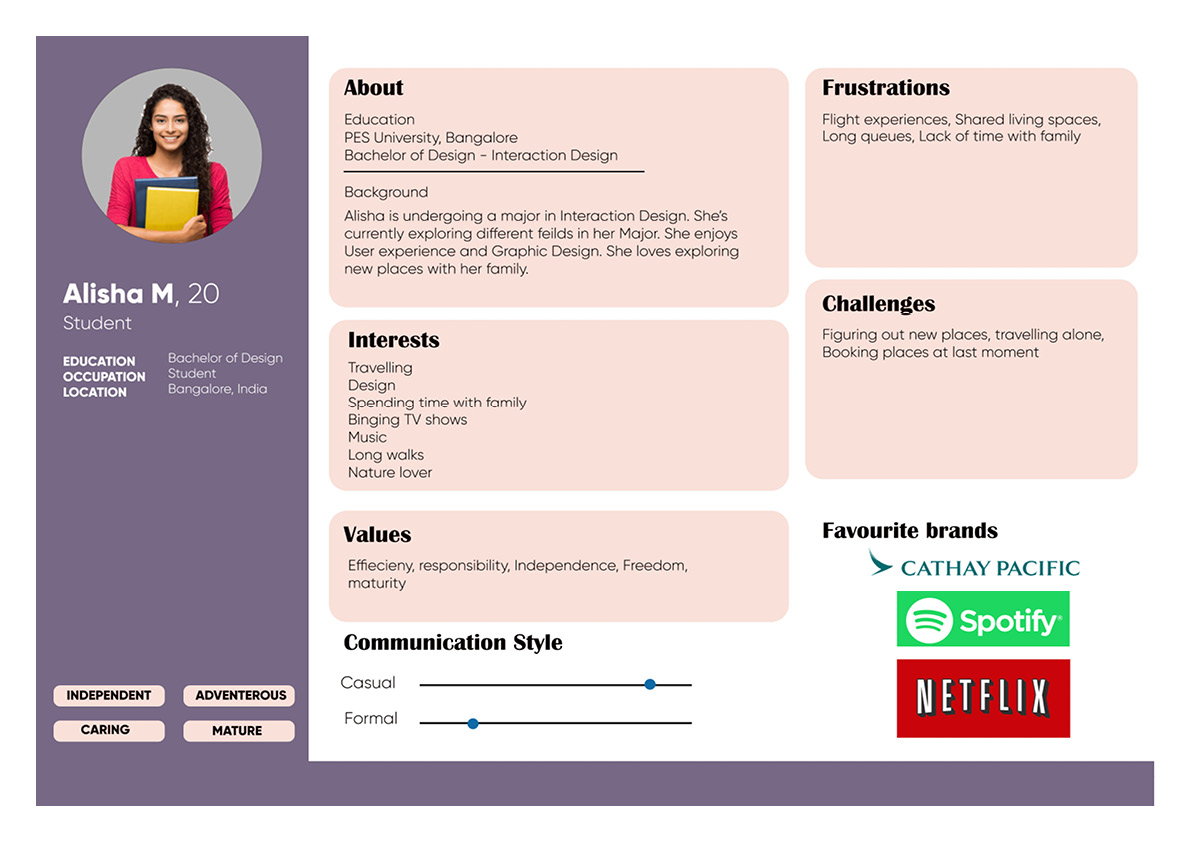 Alisha M, 20
Student
EDUCATION Bachelor of Design
OCCUPATION Student
LOCATION Bangalore, India
INDEPENDENT ADVENTEROUS
CARING MATURE
About
Education
PES University, Bangalore
Bachelor of Design - Interaction Design
Background
Alisha is undergoing a major in Interaction Design. She's
currently exploring different feilds in her Major. She enjoys
User experience and Graphic Design. She loves exploring
new places with her family.
Interests
Travelling
Design
Spending time with family
Binging TV shows
Music
Long walks
Nature lover
Values
Effiecieny, responsibility, Independence, Freedom,
maturity
Communication Style
Casual
Formal
Frustrations
Flight experiences, Shared living spaces,
Long queues, Lack of time with family
Challenges
Figuring out new places, travelling alone,
Booking places at last moment
Favourite brands
CATHAY PACIFIC
Spotify®
NETFLIX